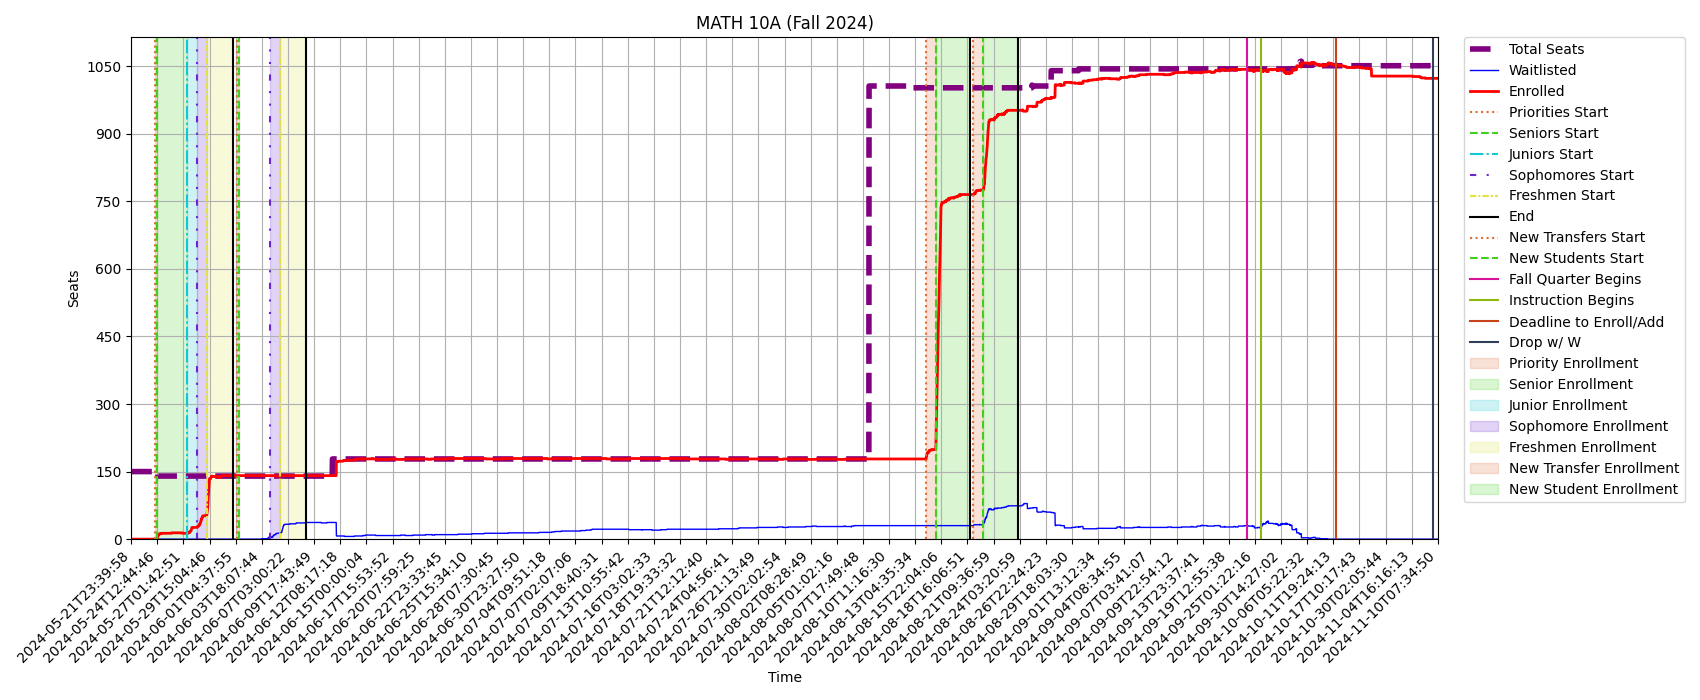 MATH 10A (Fall 2024)
Seats
1050
900
750
600
450
300
150
0
2024-05-21T23:39:58
2024-05-24T12:44:46
2024-05-27T01:42:51
2024-05-29T15:04:46
2024-06-01T04:37:55
2024-06-03T18:07:44
2024-06-07T03:00:22
2024-06-09T17:43:49
2024-06-12T08:17:18
2024-06-15T00:00:04
2024-06-17T15:53:52
2024-06-20T07:59:25
2024-06-22T23:33:45
2024-06-25T15:34:10
2024-06-28T07:30:45
2024-06-30T23:27:50
2024-07-04T09:51:18
2024-07-07T02:07:06
2024-07-09T18:40:31
2024-07-13T10:55:42
2024-07-16T03:02:33
2024-07-18T19:33:32
2024-07-21T12:12:40
2024-07-24T04:56:41
2024-07-26T21:13:49
2024-07-30T02:02:54
2024-08-02T08:28:49
2024-08-05T01:02:16
2024-08-07T17:49:48
2024-08-10T11:16:30
2024-08-13T04:35:34
2024-08-15T22:04:06
2024-08-18T16:06:51
2024-08-21T09:36:59
2024-08-24T03:20:59
2024-08-26T22:24:23
2024-08-29T18:03:30
2024-09-01T13:12:34
2024-09-04T08:34:55
2024-09-07T03:41:07
2024-09-09T22:54:12
2024-09-13T23:37:41
2024-09-19T12:55:38
2024-09-25T01:22:16
2024-09-30T14:27:02
2024-10-06T05:22:32
2024-10-11T19:24:13
2024-10-17T10:17:43
2024-10-30T02:05:44
2024-11-04T16:16:13
2024-11-10T07:34:50
Time
Total Seats
Waitlisted
Enrolled
Priorities Start
Seniors Start
Juniors Start
Sophomores Start
Freshmen Start
End
New Transfers Start
New Students Start
Fall Quarter Begins
Instruction Begins
Deadline to Enroll/Add
Drop w/ W
Priority Enrollment
Senior Enrollment
Junior Enrollment
Sophomore Enrollment
Freshmen Enrollment
New Transfer Enrollment
New Student Enrollment